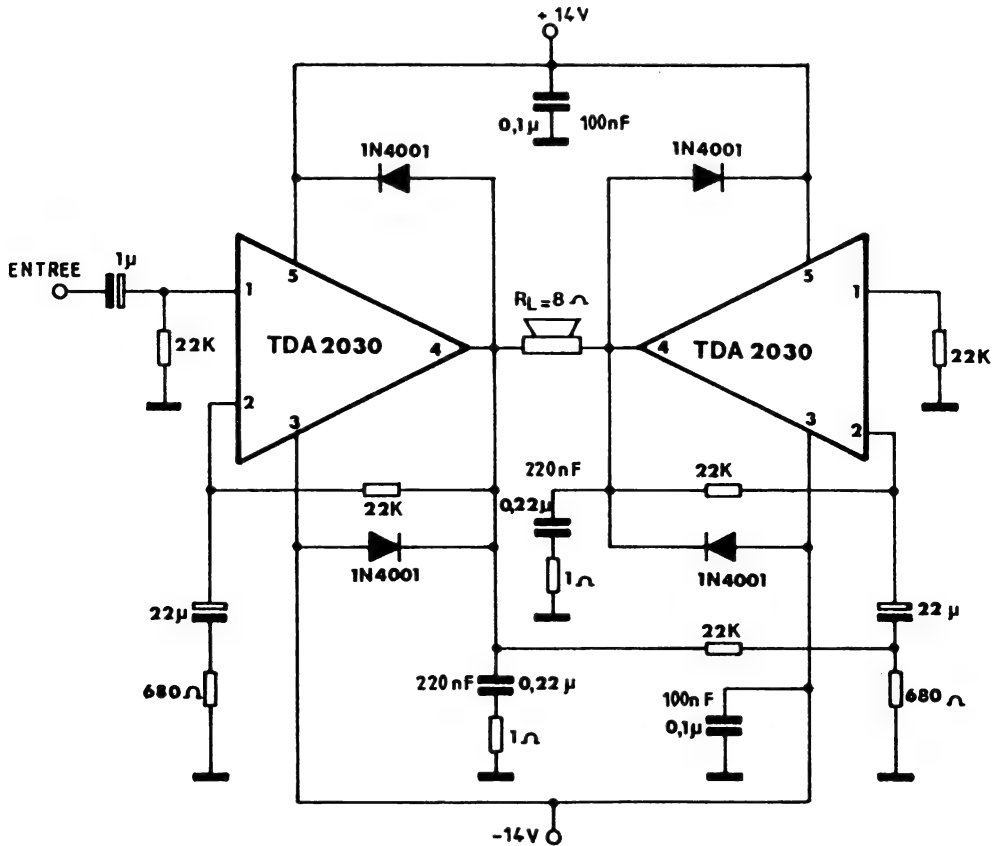 + 14V
0,1µ 100nF
1N4001
1N4001
ENTREE
1µ
1
5
22K
TDA 2030
4
2
3
RL=8Ω
5
1
4
TDA 2030
22K
3
2
22K
1N4001
220nF
0,22µ
1Ω
22K
1N4001
22µ
680Ω
220nF 0,22µ
1Ω
22K
22µ
100nF
0,1µ
680Ω
-14V